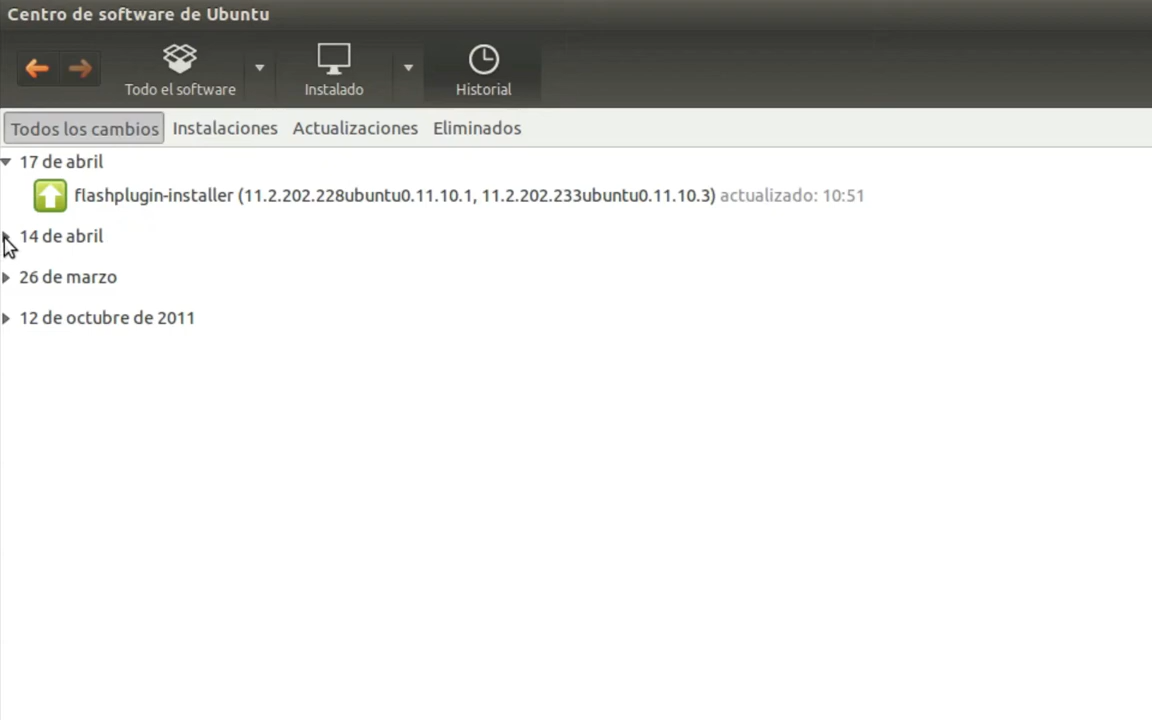 Centro de software de Ubuntu
Todo el software
Instalado
Historial
Todos los cambios Instalaciones Actualizaciones Eliminados
17 de abril
flashplugin-installer (11.2.202.228ubuntu0.11.10.1, 11.2.202.233ubuntu0.11.10.3) actualizado: 10:51
14 de abril
26 de marzo
12 de octubre de 2011